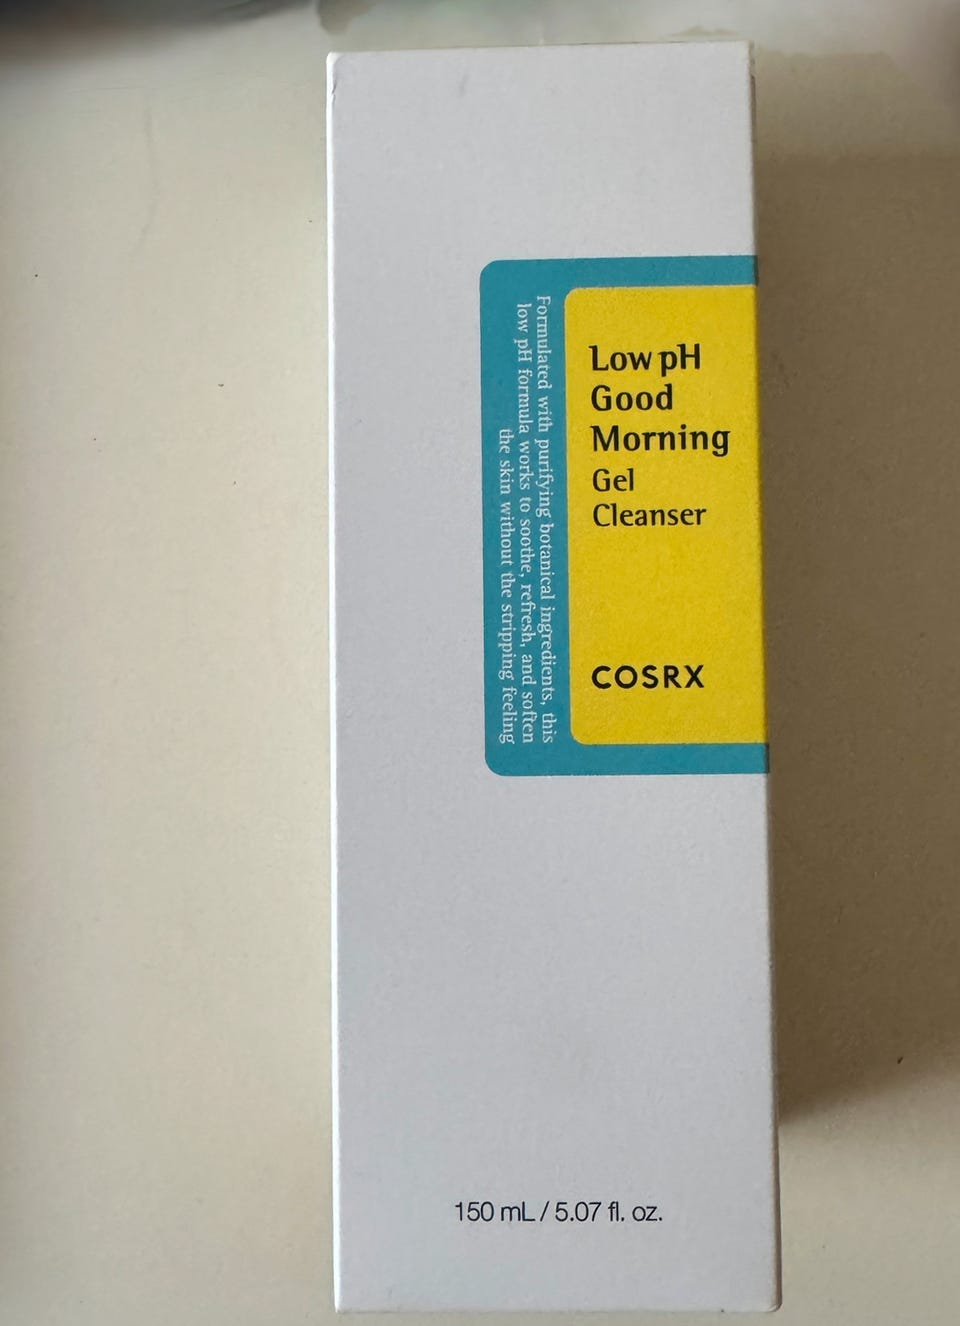 Low pH
Good
Morning
Gel
Cleanser
COSRX
Formulated with purifying botanical ingredients, this
low pH formula works to soothe, refresh, and soften
the skin without the stripping feeling
150 mL / 5.07 fl. oz.